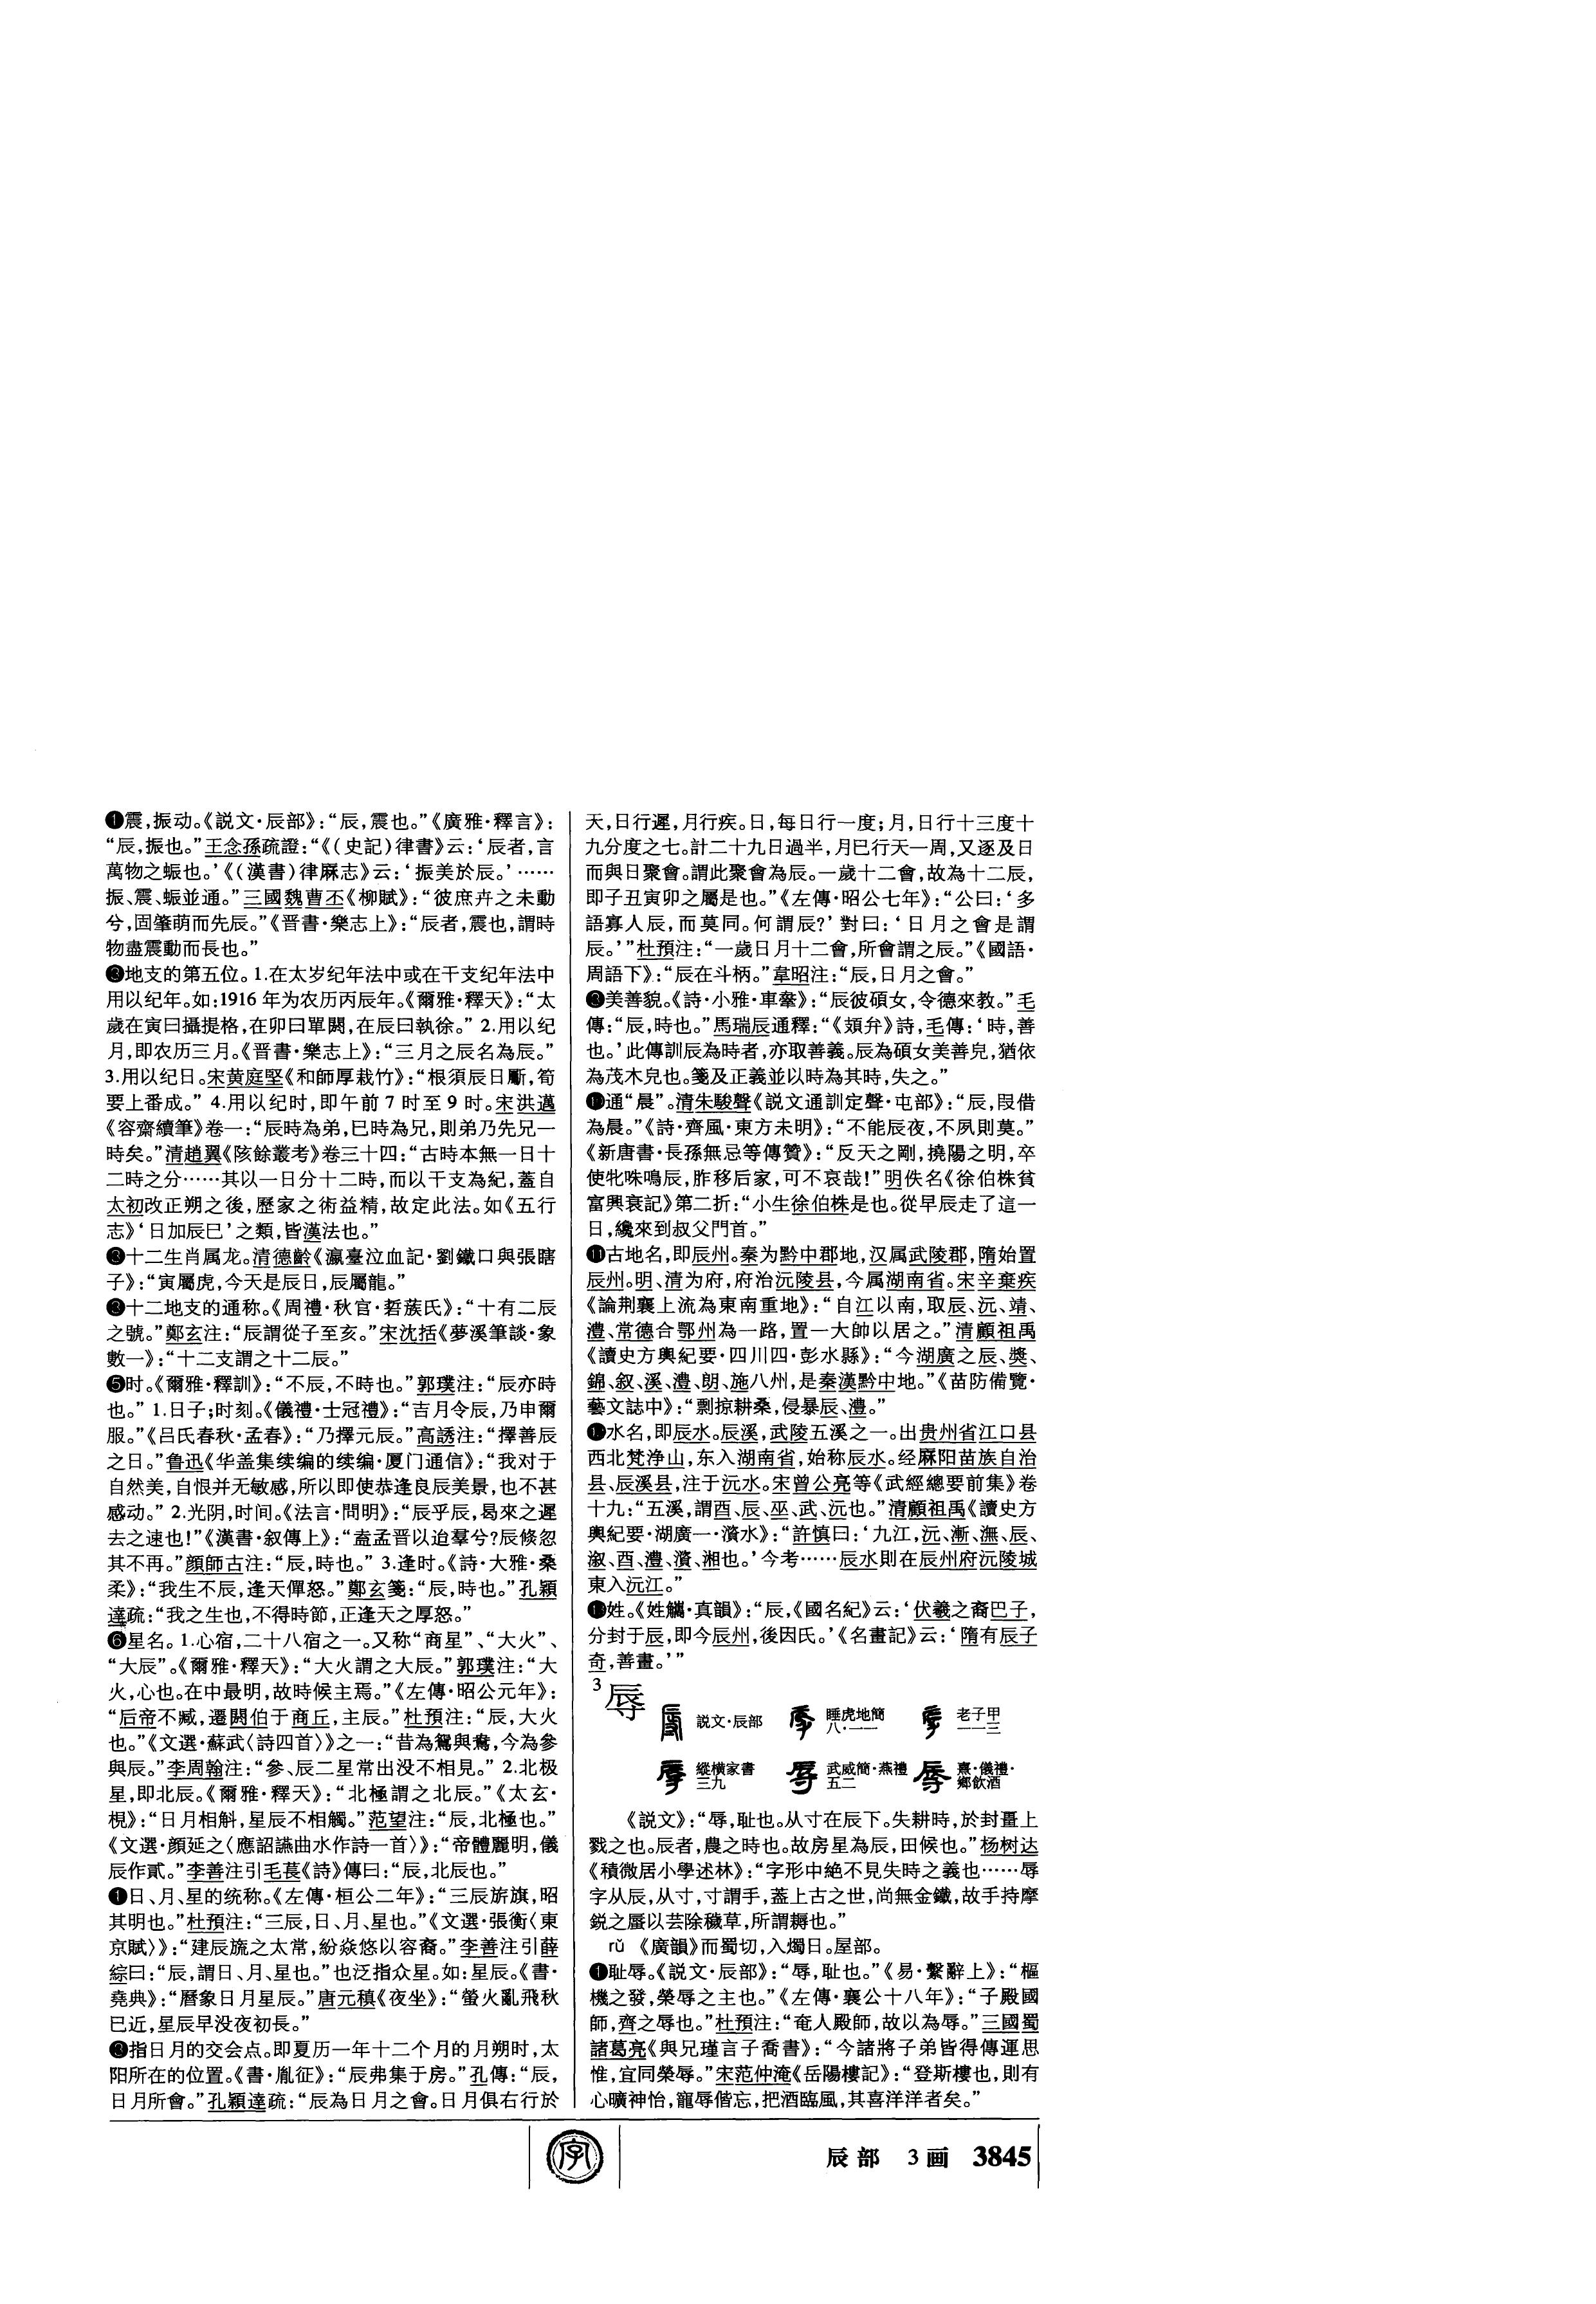 ❶震,振动。《説文·辰部》:“辰,震也。”《廣雅·釋言》:
“辰,振也。”王念孫疏證:“《(史記)律書》云:‘辰者,言
萬物之蜄也。’《(漢書)律厤志》云:‘振美於辰。’……
振、震、蜄並通。”三國魏曹丕《柳賦》:“彼庶卉之未動
兮,固肇萌而先辰。”《晋書·樂志上》:“辰者,震也,謂時
物盡震動而長也。”
❷地支的第五位。1.在太岁纪年法中或在干支纪年法中
用以纪年。如:1916年为农历丙辰年。《爾雅·釋天》:“太
歲在寅曰攝提格,在卯曰單閼,在辰曰執徐。” 2.用以纪
月,即农历三月。《晋書·樂志上》:“三月之辰名為辰。”
3.用以纪日。宋黄庭堅《和師厚栽竹》:“根須辰日斸,筍
要上番成。” 4.用以纪时,即午前7时至9时。宋洪邁
《容齋續筆》卷一:“辰時為弟,巳時為兄,則弟乃先兄一
時矣。”清趙翼《陔餘叢考》卷三十四:“古時本無一日十
二時之分……其以一日分十二時,而以干支為紀,蓋自
太初改正朔之後,歷家之術益精,故定此法。如《五行
志》‘日加辰巳’之類,皆漢法也。”
❸十二生肖属龙。清德齡《瀛臺泣血記·劉鐵口與張瞎
子》:“寅屬虎,今天是辰日,辰屬龍。”
❹十二地支的通称。《周禮·秋官·硩蔟氏》:“十有二辰
之號。”鄭玄注:“辰謂從子至亥。”宋沈括《夢溪筆談·象
數一》:“十二支謂之十二辰。”
❺时。《爾雅·釋訓》:“不辰,不時也。”郭璞注:“辰亦時
也。” 1.日子;时刻。《儀禮·士冠禮》:“吉月令辰,乃申爾
服。”《吕氏春秋·孟春》:“乃擇元辰。”高誘注:“擇善辰
之日。”鲁迅《华盖集续编的续编·厦门通信》:“我对于
自然美,自恨并无敏感,所以即使恭逢良辰美景,也不甚
感动。” 2.光阴,时间。《法言·問明》:“辰乎辰,曷來之遲
去之速也!”《漢書·叙傳上》:“盍孟晋以迨羣兮?辰倏忽
其不再。”顔師古注:“辰,時也。” 3.逢时。《詩·大雅·桑
柔》:“我生不辰,逢天僤怒。”鄭玄箋:“辰,時也。”孔穎
達疏:“我之生也,不得時節,正逢天之厚怒。”
❻星名。1.心宿,二十八宿之一。又称“商星”、“大火”、
“大辰”。《爾雅·釋天》:“大火謂之大辰。”郭璞注:“大
火,心也。在中最明,故時候主焉。”《左傳·昭公元年》:
“后帝不臧,遷閼伯于商丘,主辰。”杜預注:“辰,大火
也。”《文選·蘇武〈詩四首〉》之一:“昔為鴛與鴦,今為參
與辰。”李周翰注:“參、辰二星常出没不相見。” 2.北极
星,即北辰。《爾雅·釋天》:“北極謂之北辰。”《太玄·
梘》:“日月相斛,星辰不相觸。”范望注:“辰,北極也。”
《文選·顔延之〈應詔讌曲水作詩一首〉》:“帝體麗明,儀
辰作貳。”李善注引毛萇《詩》傳曰:“辰,北辰也。”
❼日、月、星的统称。《左傳·桓公二年》:“三辰旂旗,昭
其明也。”杜預注:“三辰,日、月、星也。”《文選·張衡〈東
京賦〉》:“建辰旒之太常,紛焱悠以容裔。”李善注引薛
綜曰:“辰,謂日、月、星也。”也泛指众星。如:星辰。《書·
堯典》:“曆象日月星辰。”唐元稹《夜坐》:“螢火亂飛秋
已近,星辰早没夜初長。”
❽指日月的交会点。即夏历一年十二个月的月朔时,太
阳所在的位置。《書·胤征》:“辰弗集于房。”孔傳:“辰,
日月所會。”孔穎達疏:“辰為日月之會。日月俱右行於
天,日行遲,月行疾。日,每日行一度;月,日行十三度十
九分度之七。計二十九日過半,月已行天一周,又逐及日
而與日聚會。謂此聚會為辰。一歲十二會,故為十二辰,
即子丑寅卯之屬是也。”《左傳·昭公七年》:“公曰:‘多
語寡人辰,而莫同。何謂辰?’對曰:‘日月之會是謂
辰。’”杜預注:“一歲日月十二會,所會謂之辰。”《國語·
周語下》:“辰在斗柄。”韋昭注:“辰,日月之會。”
❾美善貌。《詩·小雅·車舝》:“辰彼碩女,令德來教。”毛
傳:“辰,時也。”馬瑞辰通釋:“《頍弁》詩,毛傳:‘時,善
也。’此傳訓辰為時者,亦取善義。辰為碩女美善皃,猶依
為茂木皃也。箋及正義並以時為其時,失之。”
❿通“晨”。清朱駿聲《説文通訓定聲·屯部》:“辰,叚借
為晨。”《詩·齊風·東方未明》:“不能辰夜,不夙則莫。”
《新唐書·長孫無忌等傳贊》:“反天之剛,撓陽之明,卒
使牝咮鳴辰,胙移后家,可不哀哉!”明佚名《徐伯株貧
富興衰記》第二折:“小生徐伯株是也。從早辰走了這一
日,纔來到叔父門首。”
⓫古地名,即辰州。秦为黔中郡地,汉属武陵郡,隋始置
辰州。明、清为府,府治沅陵县,今属湖南省。宋辛棄疾
《論荆襄上流為東南重地》:“自江以南,取辰、沅、靖、
澧、常德合鄂州為一路,置一大帥以居之。”清顧祖禹
《讀史方輿紀要·四川四·彭水縣》:“今湖廣之辰、獎、
錦、叙、溪、澧、朗、施八州,是秦漢黔中地。”《苗防備覽·
藝文誌中》:“剽掠耕桑,侵暴辰、澧。”
⓬水名,即辰水。辰溪,武陵五溪之一。出贵州省江口县
西北梵净山,东入湖南省,始称辰水。经麻阳苗族自治
县、辰溪县,注于沅水。宋曾公亮等《武經總要前集》卷
十九:“五溪,謂酉、辰、巫、武、沅也。”清顧祖禹《讀史方
輿紀要·湖廣一·濱水》:“許慎曰:‘九江,沅、漸、潕、辰、
溆、酉、澧、濱、湘也。’今考……辰水則在辰州府沅陵城
東入沅江。”
⓭姓。《姓觿·真韻》:“辰,《國名紀》云:‘伏羲之裔巴子,
分封于辰,即今辰州,後因氏。’《名畫記》云:‘隋有辰子
奇,善畫。’”
3 辱
説文·辰部 睡虎地簡八·一一 老子甲一一三
縱横家書三九 武威簡·燕禮五二 熹·儀禮·鄉飲酒
《説文》:“辱,耻也。从寸在辰下。失耕時,於封畺上
戮之也。辰者,農之時也。故房星為辰,田候也。”杨树达
《積微居小學述林》:“字形中絶不見失時之義也……辱
字从辰,从寸,寸謂手,蓋上古之世,尚無金鐵,故手持摩
鋭之蜃以芸除穢草,所謂耨也。”
rǔ 《廣韻》而蜀切,入燭日。屋部。
❶耻辱。《説文·辰部》:“辱,耻也。”《易·繫辭上》:“樞
機之發,榮辱之主也。”《左傳·襄公十八年》:“子殿國
師,齊之辱也。”杜預注:“奄人殿師,故以為辱。”三國蜀
諸葛亮《與兄瑾言子喬書》:“今諸將子弟皆得傳運思
惟,宜同榮辱。”宋范仲淹《岳陽樓記》:“登斯樓也,則有
心曠神怡,寵辱偕忘,把酒臨風,其喜洋洋者矣。”
字
辰部 3画 3845